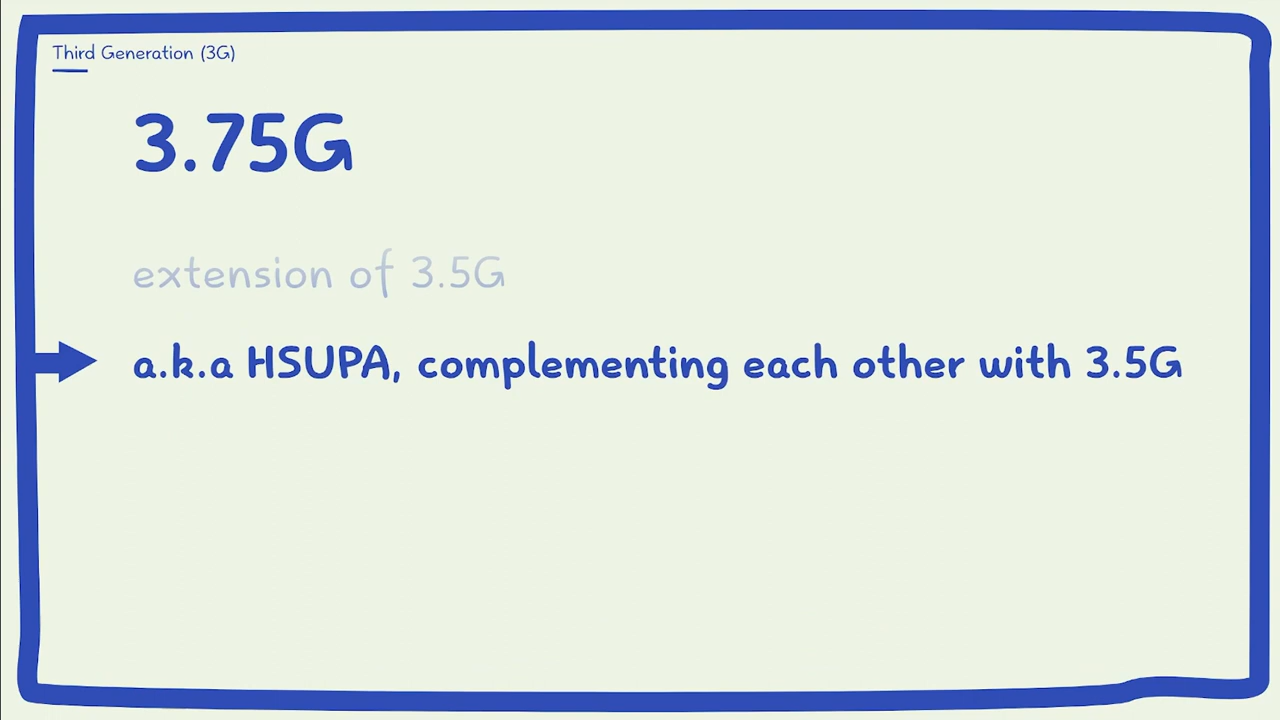 Third Generation (3G)
3.75G
extension of 3.5G
a.k.a HSUPA, complementing each other with 3.5G